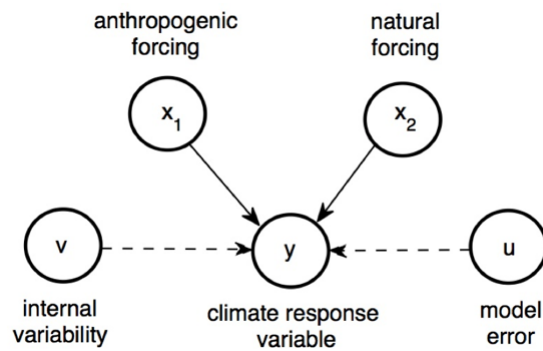 anthropogenic
forcing
natural
forcing
x1
x2
v
y
u
internal
variability
climate response
variable
model
error